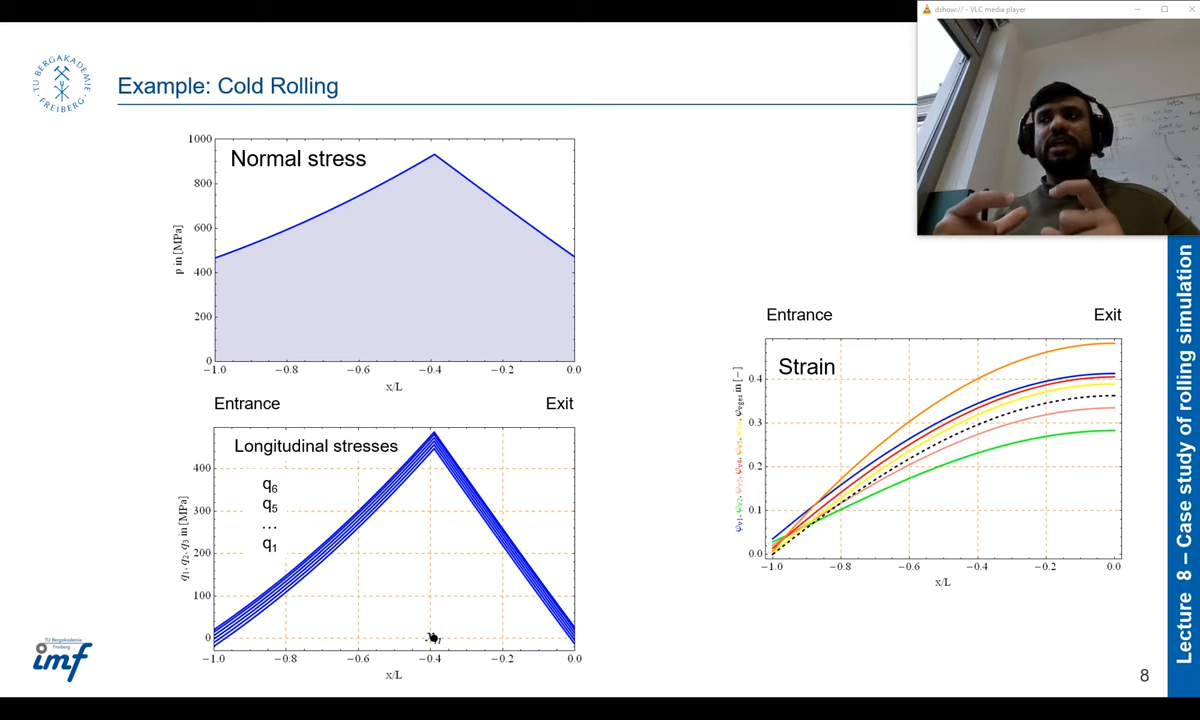 dshow:// - VLC media player
TU BERGAKADEMIE
FREIBERG
Example: Cold Rolling
Normal stress
p in [MPa]
1000
800
600
400
200
0
−1.0 −0.8 −0.6 −0.4 −0.2 0.0
x/L
Entrance Exit
Longitudinal stresses
q6
q5
...
q1
q1, q2, q3 in [MPa]
400
300
200
100
0
xn
−1.0 −0.8 −0.6 −0.4 −0.2 0.0
x/L
Entrance Exit
Strain
in [−]
0.4
0.3
0.2
0.1
0.0
−1.0 −0.8 −0.6 −0.4 −0.2 0.0
x/L
TU Bergakademie
Freiberg
imf
8
Lecture 8 – Case study of rolling simulation